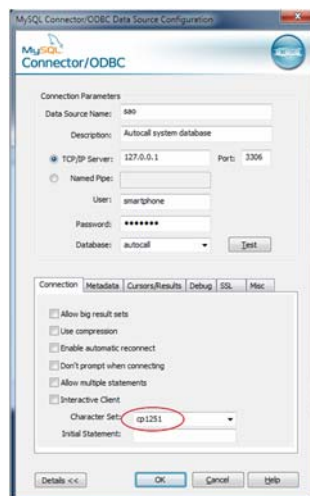 MySQL Connector/ODBC Data Source Configuration
MySQL
Connector/ODBC
Connection Parameters
Data Source Name: sao
Description: Autocall system database
TCP/IP Server: 127.0.0.1 Port: 3306
Named Pipe:
User: smartphone
Password: •••••••
Database: autocall Test
Connection Metadata Cursors/Results Debug SSL Misc
Allow big result sets
Use compression
Enable automatic reconnect
Don't prompt when connecting
Allow multiple statements
Interactive Client
Character Set: cp1251
Initial Statement:
Details << OK Cancel Help